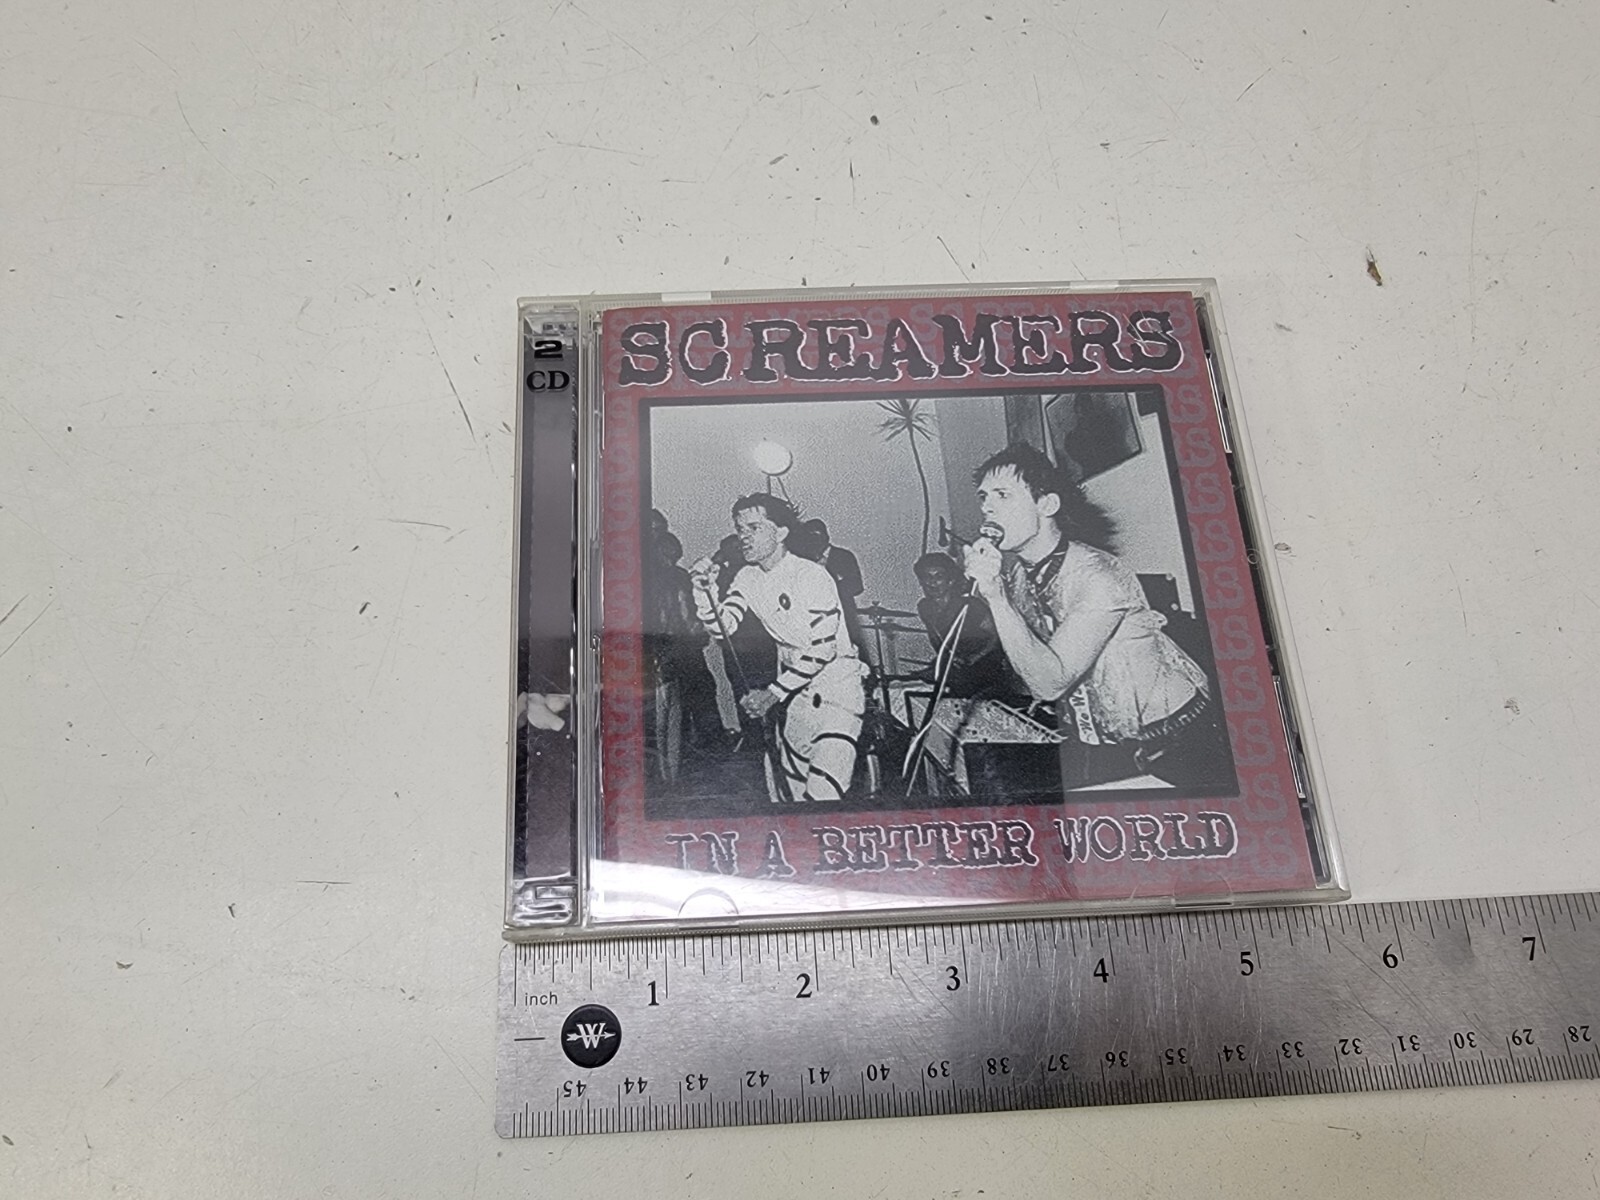 2
CD
SCREAMERS
IN A BETTER WORLD
inch
1 2 3 4 5 6 7
W
45 44 43 42 41 40 39 38 37 36 35 34 33 32 31 30 29 28